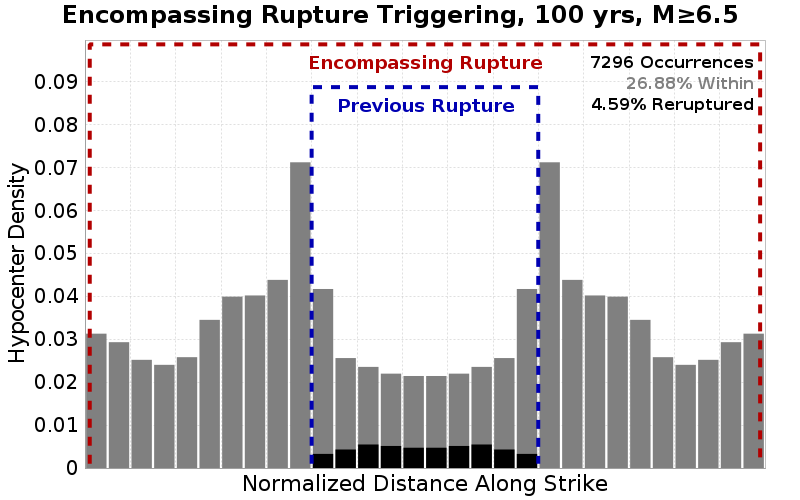 Encompassing Rupture Triggering, 100 yrs, M≥6.5
Encompassing Rupture
7296 Occurrences
26.88% Within
4.59% Reruptured
Previous Rupture
Hypocenter Density
0.09
0.08
0.07
0.06
0.05
0.04
0.03
0.02
0.01
0
Normalized Distance Along Strike